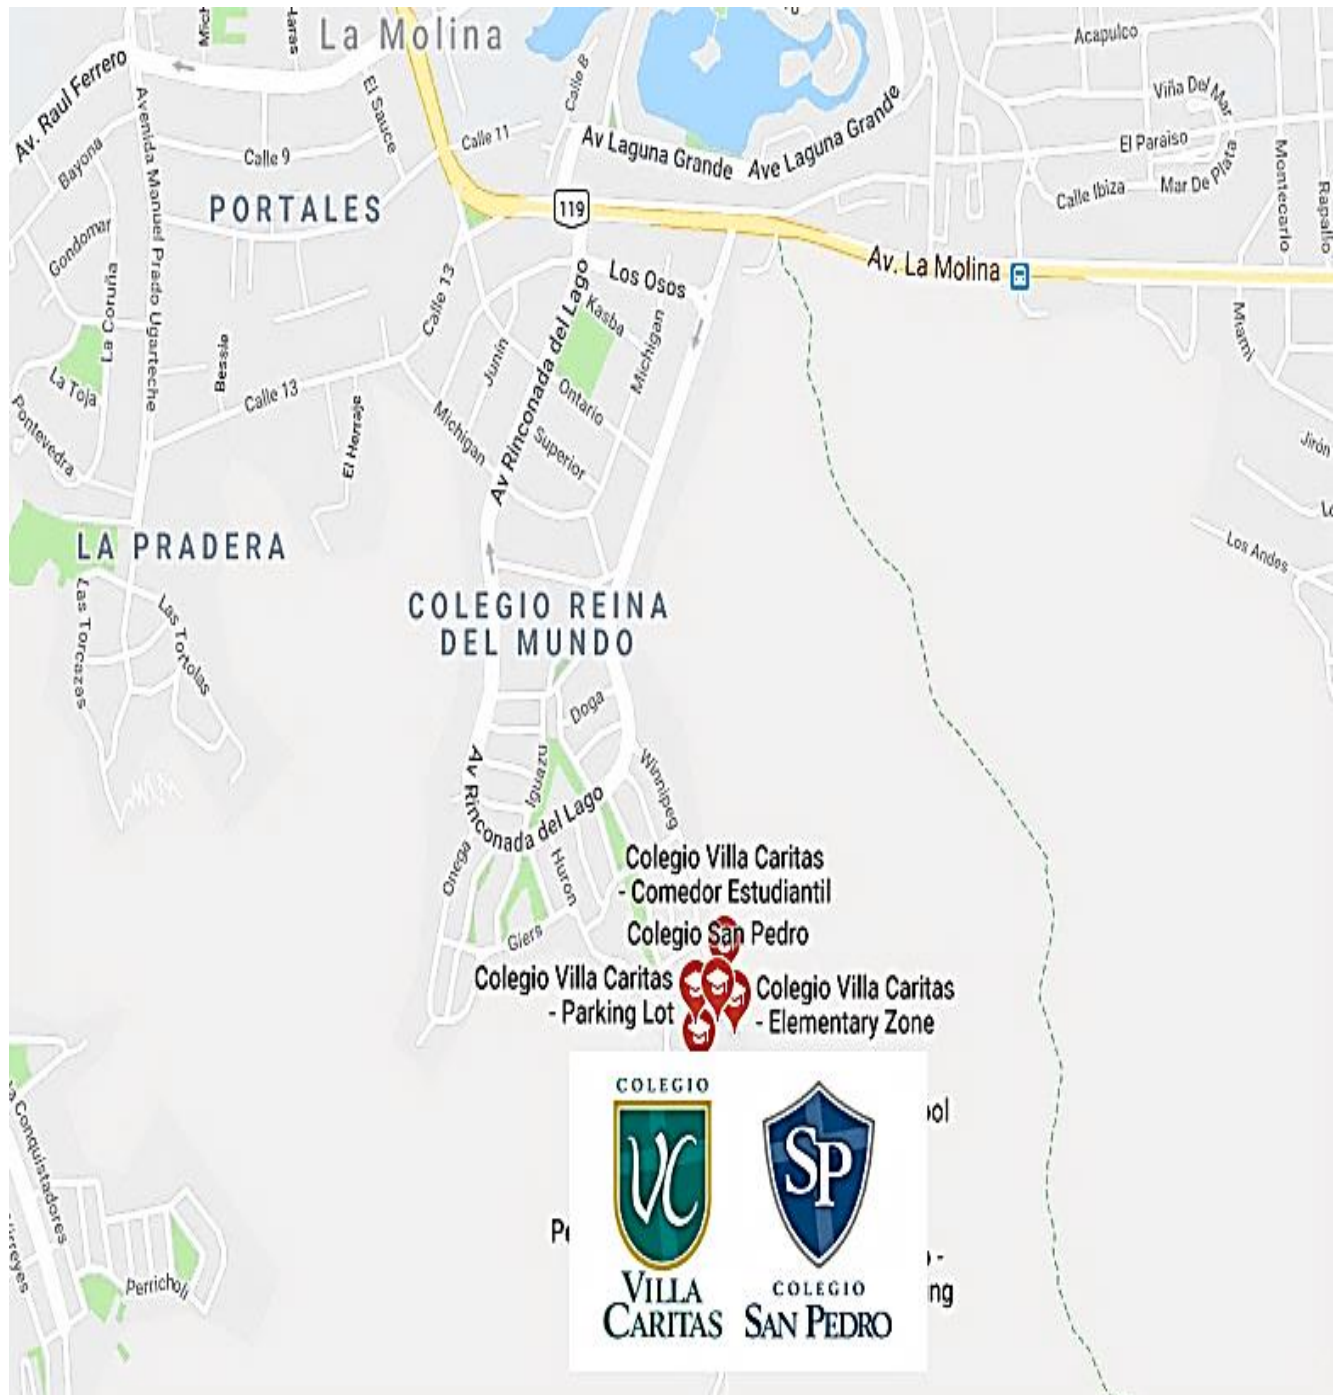 La Molina
Acapulco
Av. Raul Ferrero
Avenida Manuel Prado Ugarteche
El Sauce
Calle B
Viña Del Mar
Bayona
Calle 9
Calle 11
Av Laguna Grande
Ave Laguna Grande
El Paraiso
Mar De Plata
Montecarlo
Rapallo
Calle Ibiza
PORTALES
119
Gondomar
La Coruña
Calle 13
Los Osos
Av. La Molina
Kasba
Michigan
Miami
Bessie
Junín
Av Rinconada del Lago
La Toja
Calle 13
Ontario
Pontevedra
El Herraje
Michigan
Superior
Jirón
Los Andes
LA PRADERA
Las Torcazas
Las Tortolas
COLEGIO REINA
DEL MUNDO
Doga
Iguazu
Winnipeg
Av Rinconada del Lago
Onega
Huron
Giers
Colegio Villa Caritas
- Comedor Estudiantil
Colegio San Pedro
Colegio Villa Caritas
- Parking Lot
Colegio Villa Caritas
- Elementary Zone
Conquistadores
Perricholi
COLEGIO
VC
VILLA
CARITAS
SP
COLEGIO
SAN PEDRO